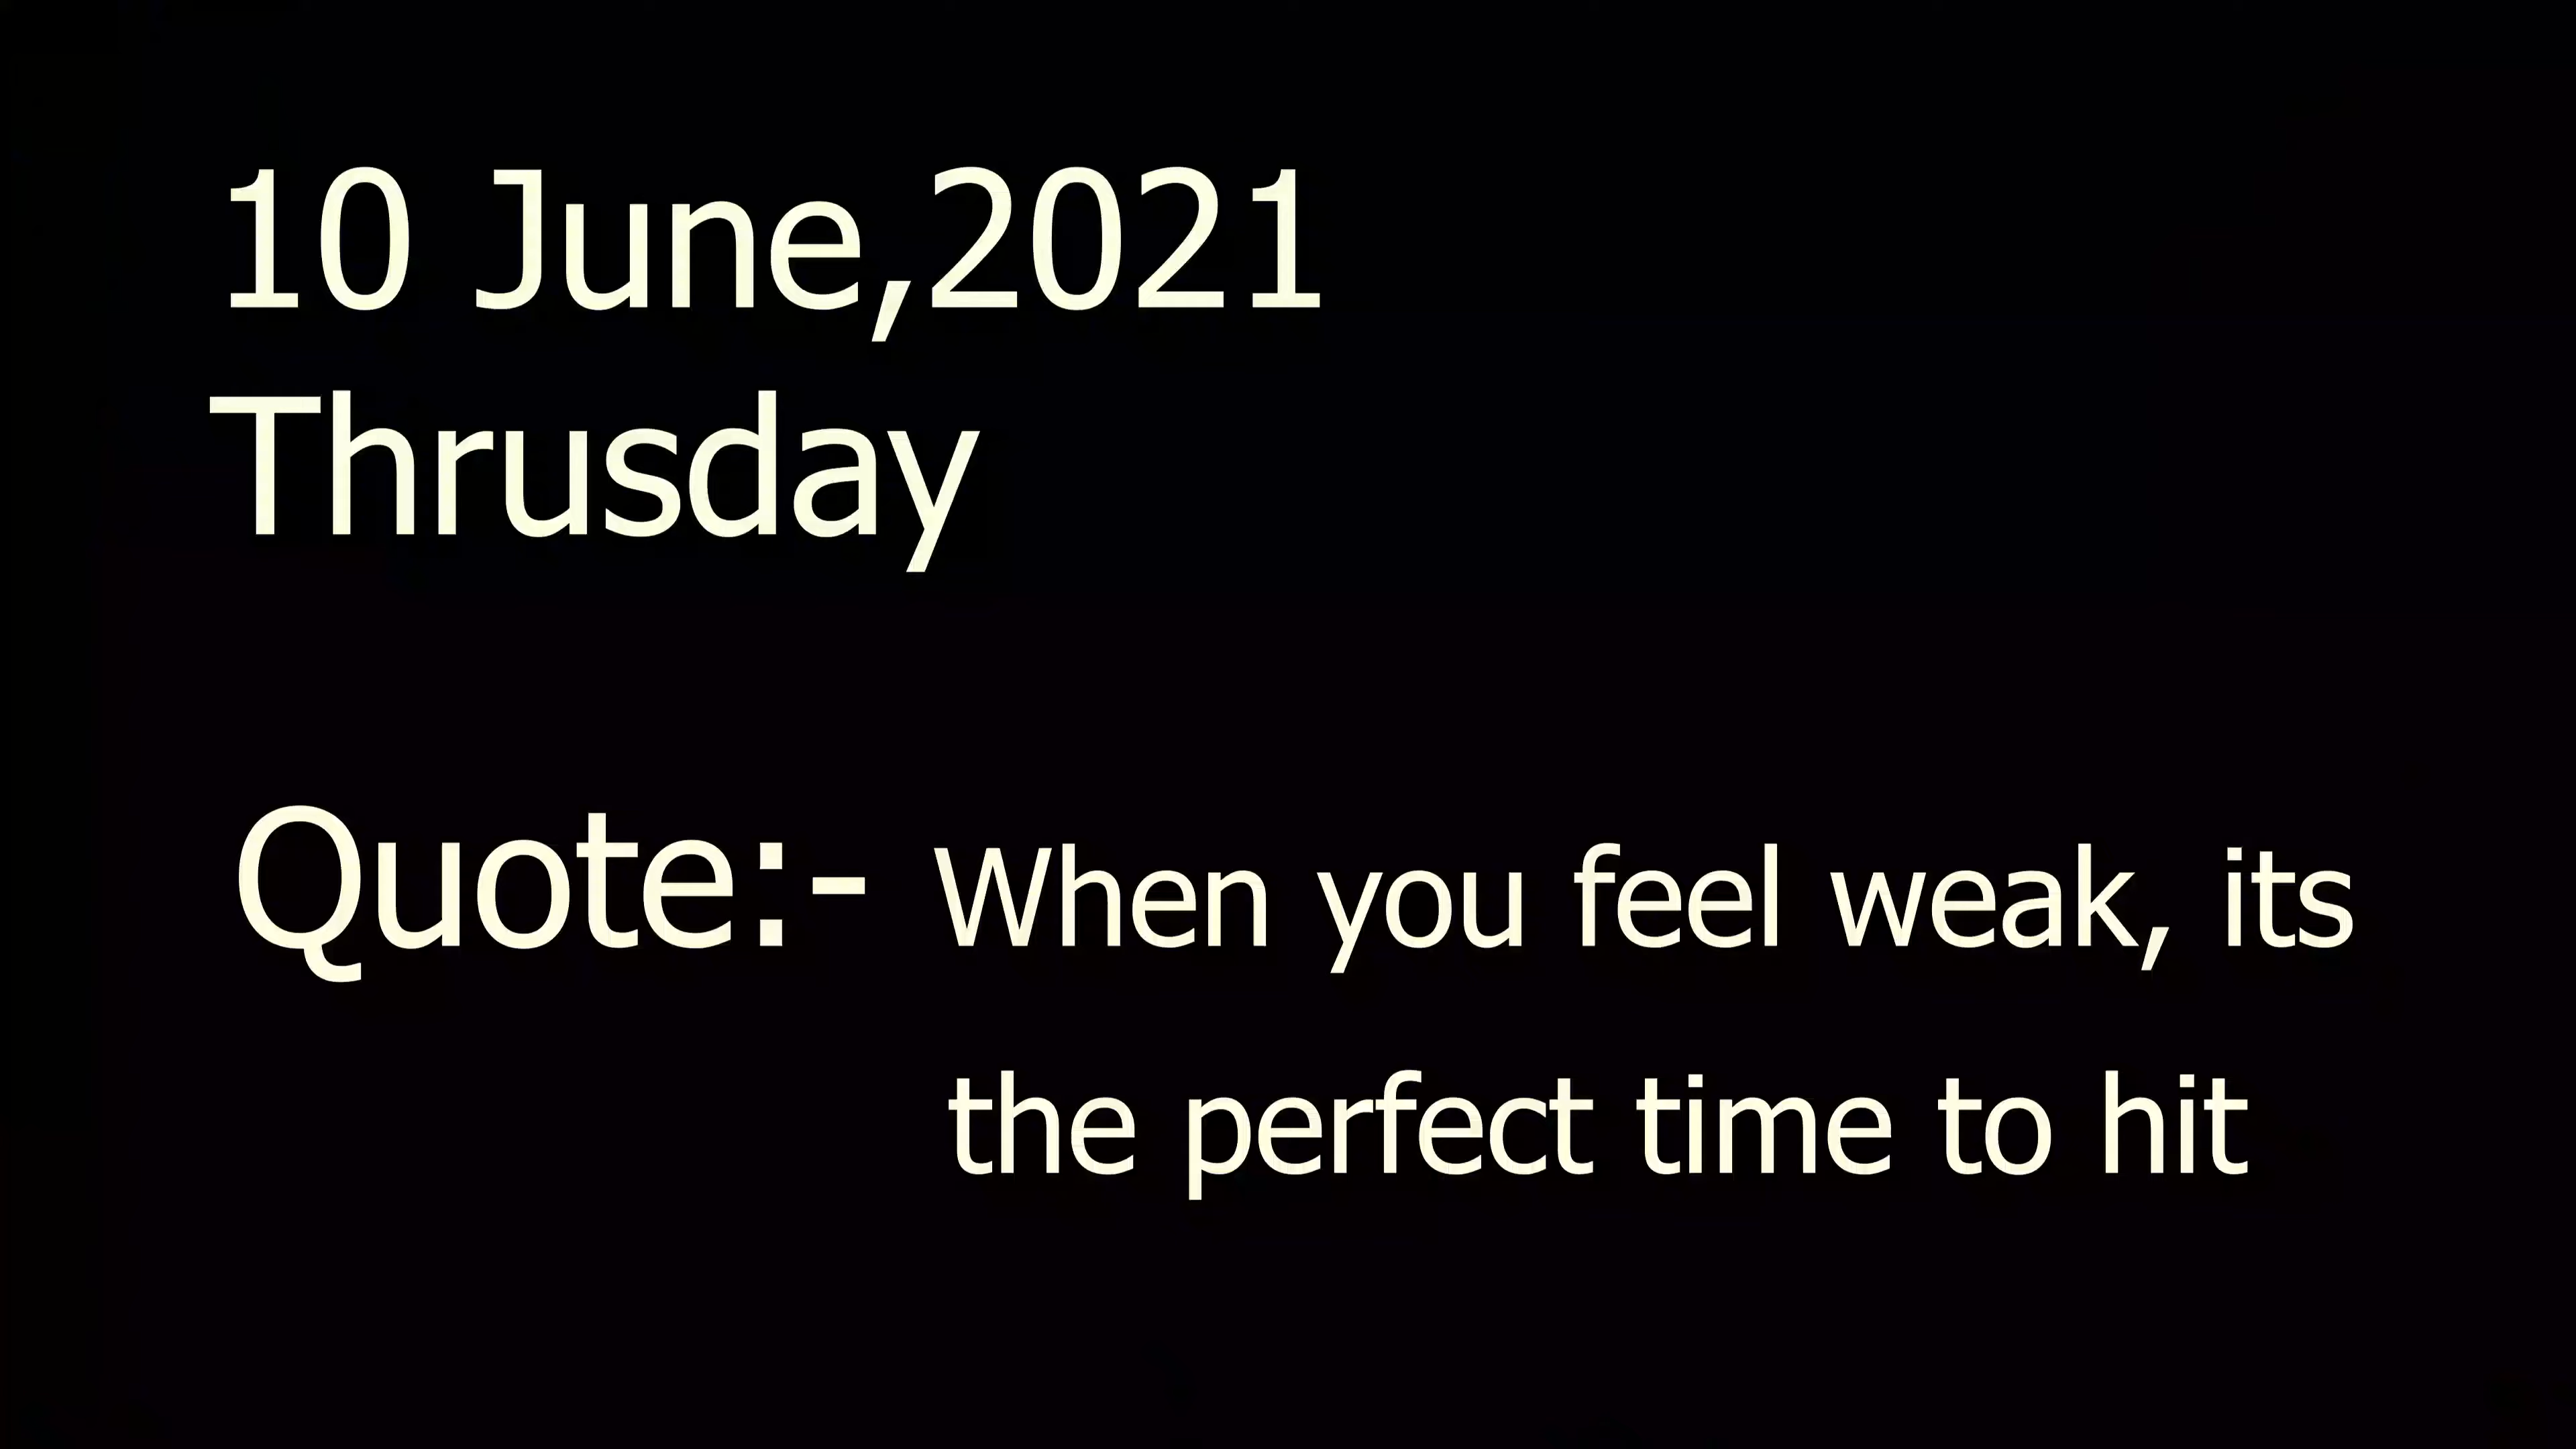 10 June,2021
Thrusday
Quote:- When you feel weak, its
the perfect time to hit